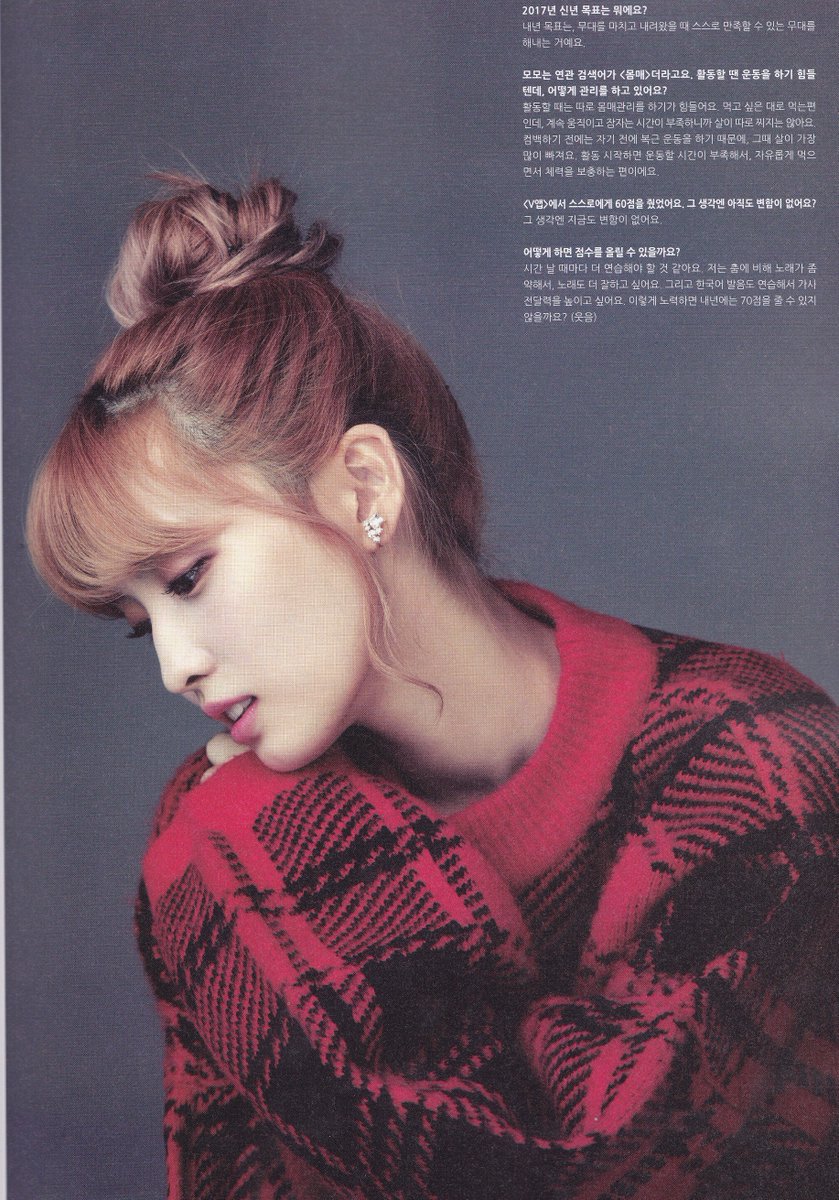 2017년 신년 목표는 뭐에요?
내년 목표는, 무대를 마치고 내려왔을 때 스스로 만족할 수 있는 무대를
해내는 거예요.
모모는 연관 검색어가 <몸매>더라고요. 활동할 땐 운동을 하기 힘들
텐데, 어떻게 관리를 하고 있어요?
활동할 때는 따로 몸매관리를 하기가 힘들어요. 먹고 싶은 대로 먹는편
인데, 계속 움직이고 잠자는 시간이 부족하니까 살이 따로 찌지는 않아요.
컴백하기 전에는 자기 전에 복근 운동을 하기 때문에, 그때 살이 가장
많이 빠져요. 활동 시작하면 운동할 시간이 부족해서, 자유롭게 먹으
면서 체력을 보충하는 편이에요.
<V앱>에서 스스로에게 60점을 줬었어요. 그 생각엔 아직도 변함이 없어요?
그 생각엔 지금도 변함이 없어요.
어떻게 하면 점수를 올릴 수 있을까요?
시간 날 때마다 더 연습해야 할 것 같아요. 저는 춤에 비해 노래가 좀
약해서, 노래도 더 잘하고 싶어요. 그리고 한국어 발음도 연습해서 가사
전달력을 높이고 싶어요. 이렇게 노력하면 내년에는 70점을 줄 수 있지
않을까요? (웃음)